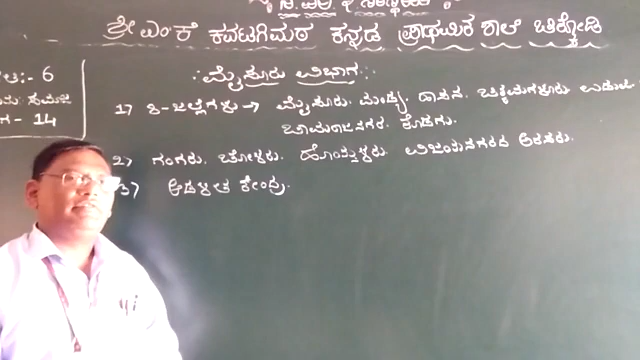 ಶ್ರೀ ಎಂ ಕೆ ಕವಟಗಿಮಠ ಕನ್ನಡ ಪ್ರಾಥಮಿಕ ಶಾಲೆ ಚಿಕ್ಕೋಡಿ
:- 6
- 14
ಮೈಸೂರು ವಿಭಾಗ
1) 8-ಜಿಲ್ಲೆಗಳು → ಮೈಸೂರು. ಮಂಡ್ಯ. ಹಾಸನ. ಚಿಕ್ಕಮಗಳೂರು. ಉಡುಪಿ
ಚಾಮರಾಜನಗರ. ಕೊಡಗು.
2) ಗಂಗರು. ಚೋಳರು. ಹೊಯ್ಸಳರು. ವಿಜಯನಗರದ ಅರಸರು.
3) ಆಡಳಿತ ಕೇಂದ್ರ.